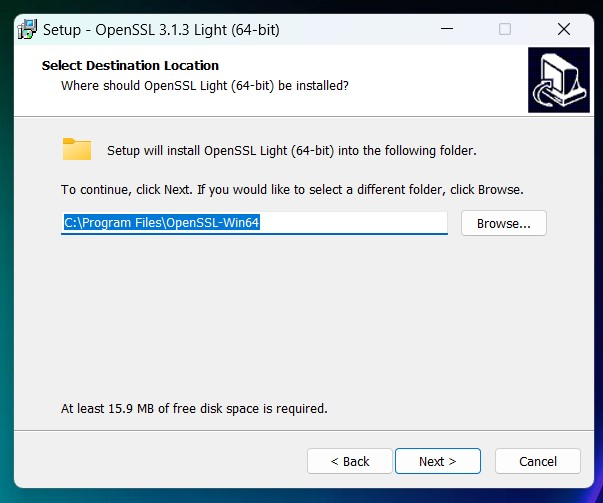 Setup - OpenSSL 3.1.3 Light (64-bit)
Select Destination Location
Where should OpenSSL Light (64-bit) be installed?
Setup will install OpenSSL Light (64-bit) into the following folder.
To continue, click Next. If you would like to select a different folder, click Browse.
C:\Program Files\OpenSSL-Win64
Browse...
At least 15.9 MB of free disk space is required.
< Back
Next >
Cancel